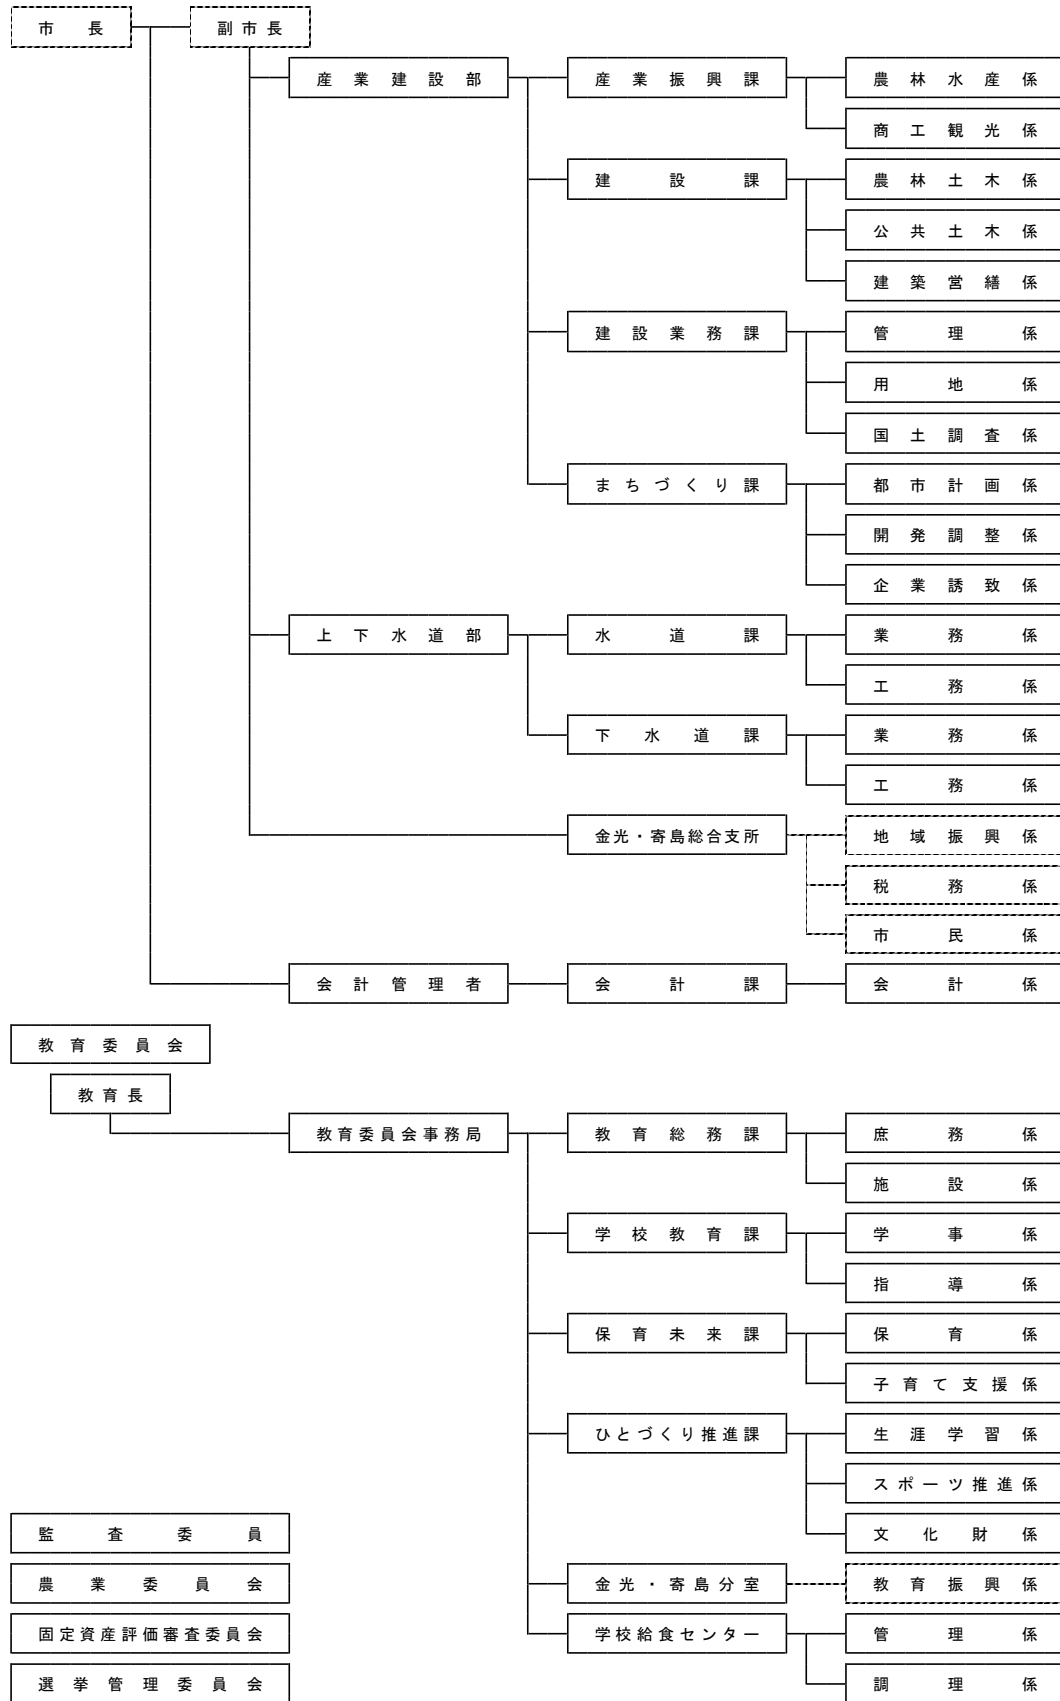 市長 副市長
産業建設部 産業振興課 農林水産係
商工観光係
建設課 農林土木係
公共土木係
建築営繕係
建設業務課 管理係
用地係
国土調査係
まちづくり課 都市計画係
開発調整係
企業誘致係
上下水道部 水道課 業務係
工務係
下水道課 業務係
工務係
金光・寄島総合支所 地域振興係
税務係
市民係
会計管理者 会計課 会計係
教育委員会
教育長
教育委員会事務局 教育総務課 庶務係
施設係
学校教育課 学事係
指導係
保育未来課 保育係
子育て支援係
ひとづくり推進課 生涯学習係
スポーツ推進係
監査委員 文化財係
農業委員会 金光・寄島分室 教育振興係
固定資産評価審査委員会 学校給食センター 管理係
選挙管理委員会 調理係